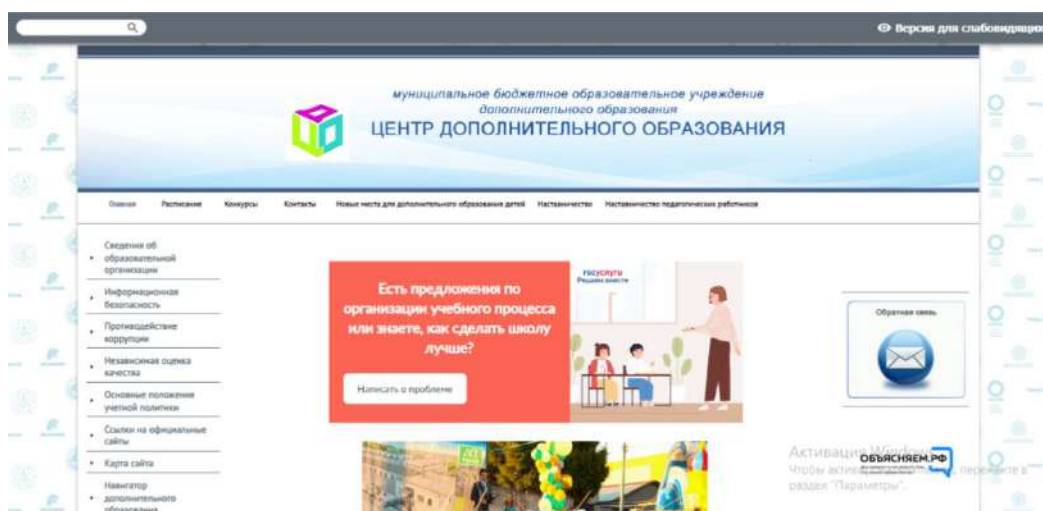 Версия для слабовидящих
муниципальное бюджетное образовательное учреждение
дополнительного образования
ЦЕНТР ДОПОЛНИТЕЛЬНОГО ОБРАЗОВАНИЯ
Главная Расписание Конкурсы Контакты Новые места для дополнительного образования детей Наставничество Наставничество педагогических работников
Сведения об
образовательной
организации
Информационная
безопасность
Противодействие
коррупции
Независимая оценка
качества
Основные положения
учетной политики
Ссылки на официальные
сайты
Карта сайта
Навигатор
дополнительного
образования
Есть предложения по
организации учебного процесса
или знаете, как сделать школу
лучше?
Написать о проблеме
госуслуги
Решаем вместе
Обратная связь
ОБЪЯСНЯЕМ.РФ
Активация Windows
Чтобы перейдите в
раздел "Параметры".